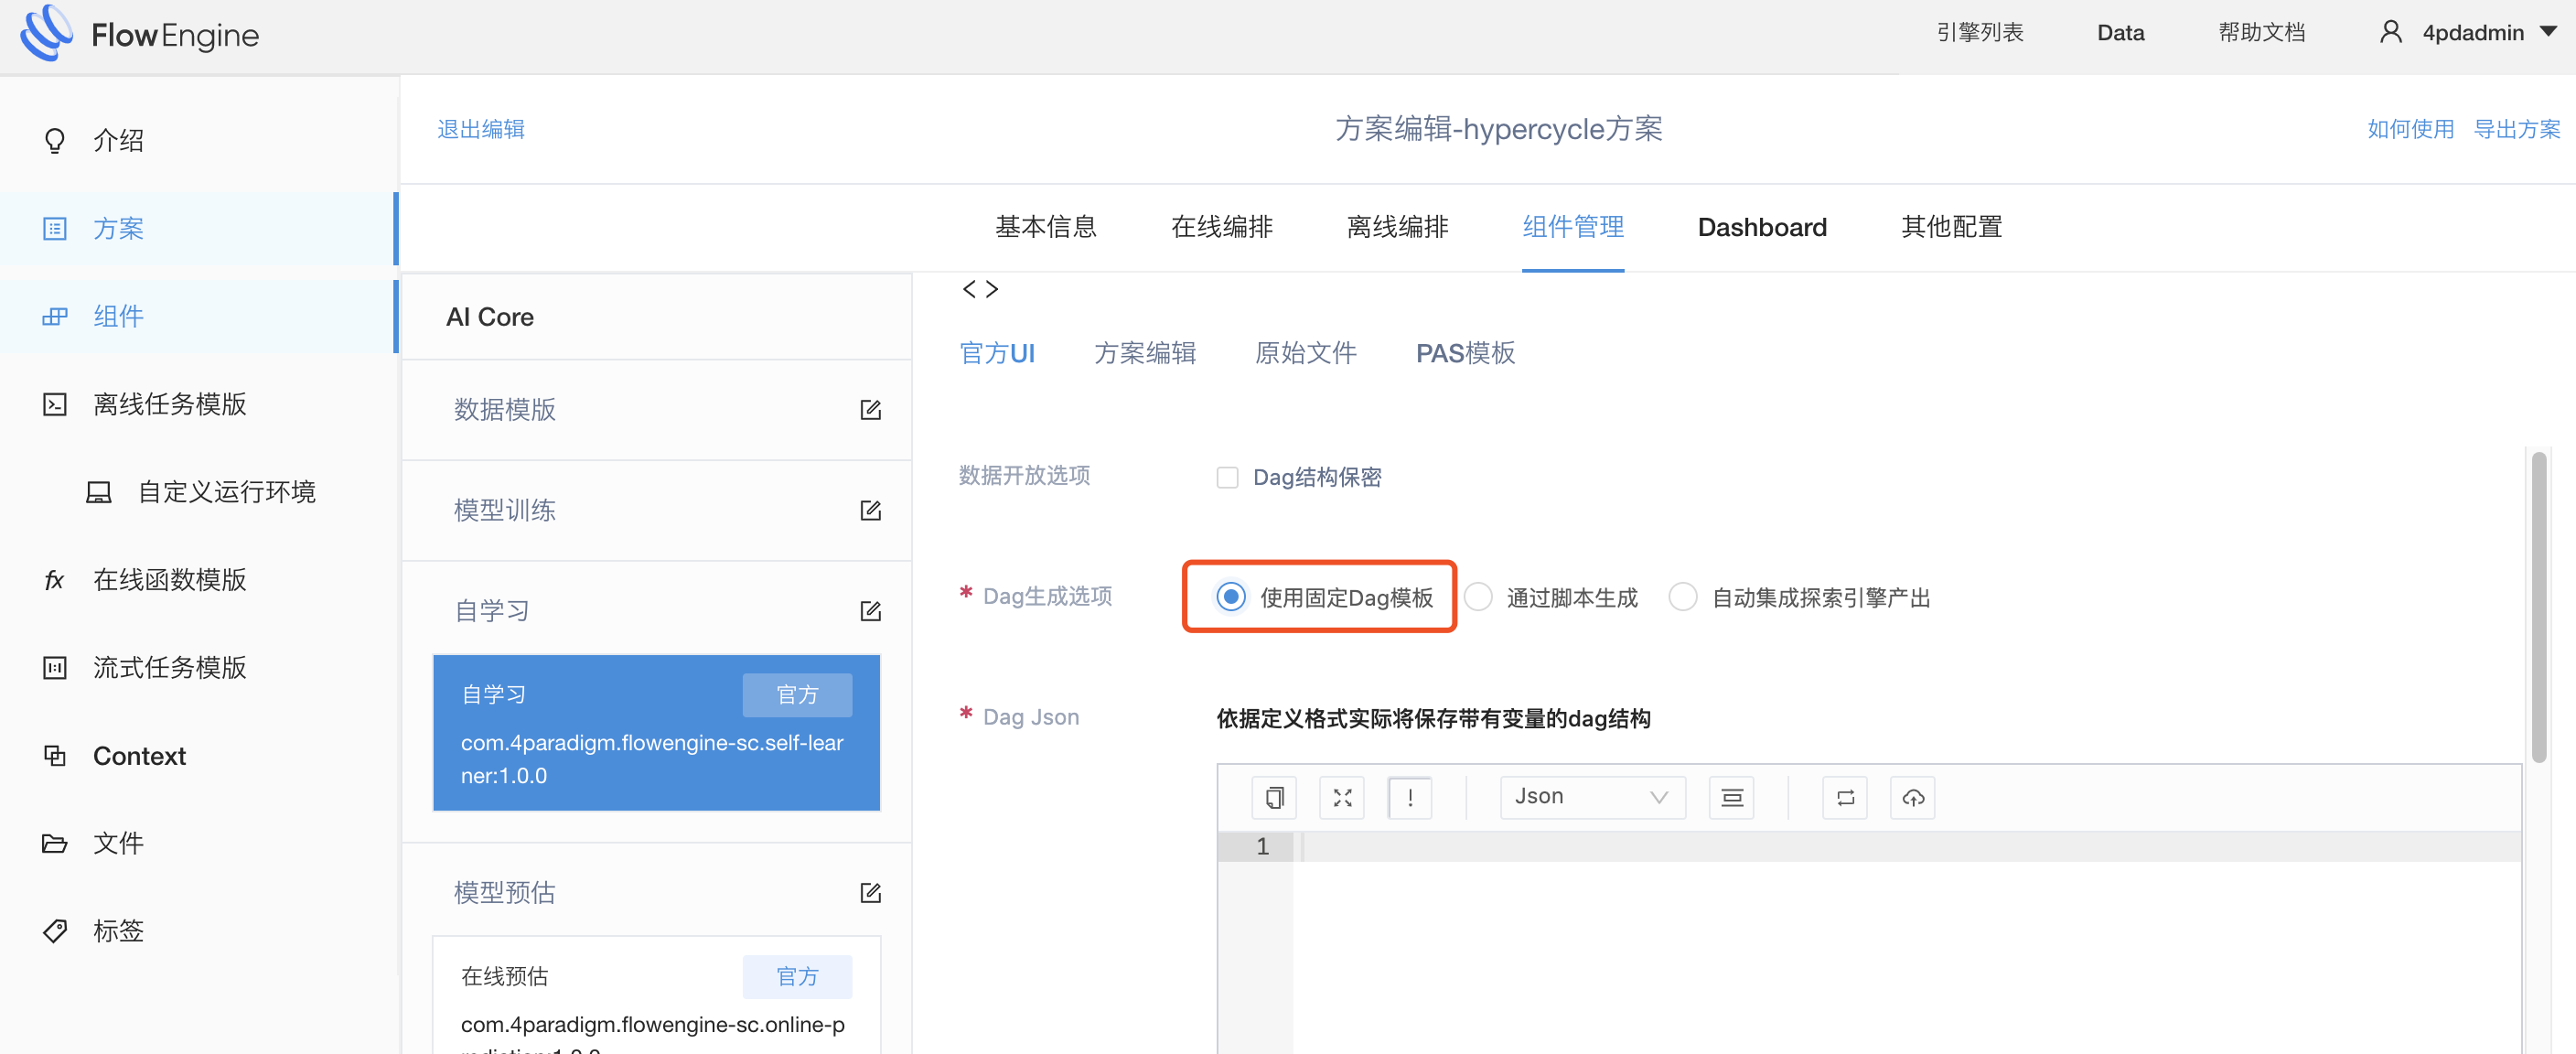 FlowEngine
引擎列表
Data
帮助文档
4pdadmin
介绍
方案
组件
离线任务模版
自定义运行环境
在线函数模版
流式任务模版
Context
文件
标签
退出编辑
方案编辑-hypercycle方案
如何使用
导出方案
基本信息
在线编排
离线编排
组件管理
Dashboard
其他配置
AI Core
数据模版
模型训练
自学习
自学习
官方
com.4paradigm.flowengine-sc.self-lear
ner:1.0.0
模型预估
在线预估
官方
com.4paradigm.flowengine-sc.online-p
<>
官方UI
方案编辑
原始文件
PAS模板
数据开放选项
Dag结构保密
* Dag生成选项
使用固定Dag模板
通过脚本生成
自动集成探索引擎产出
* Dag Json
依据定义格式实际将保存带有变量的dag结构
Json
1